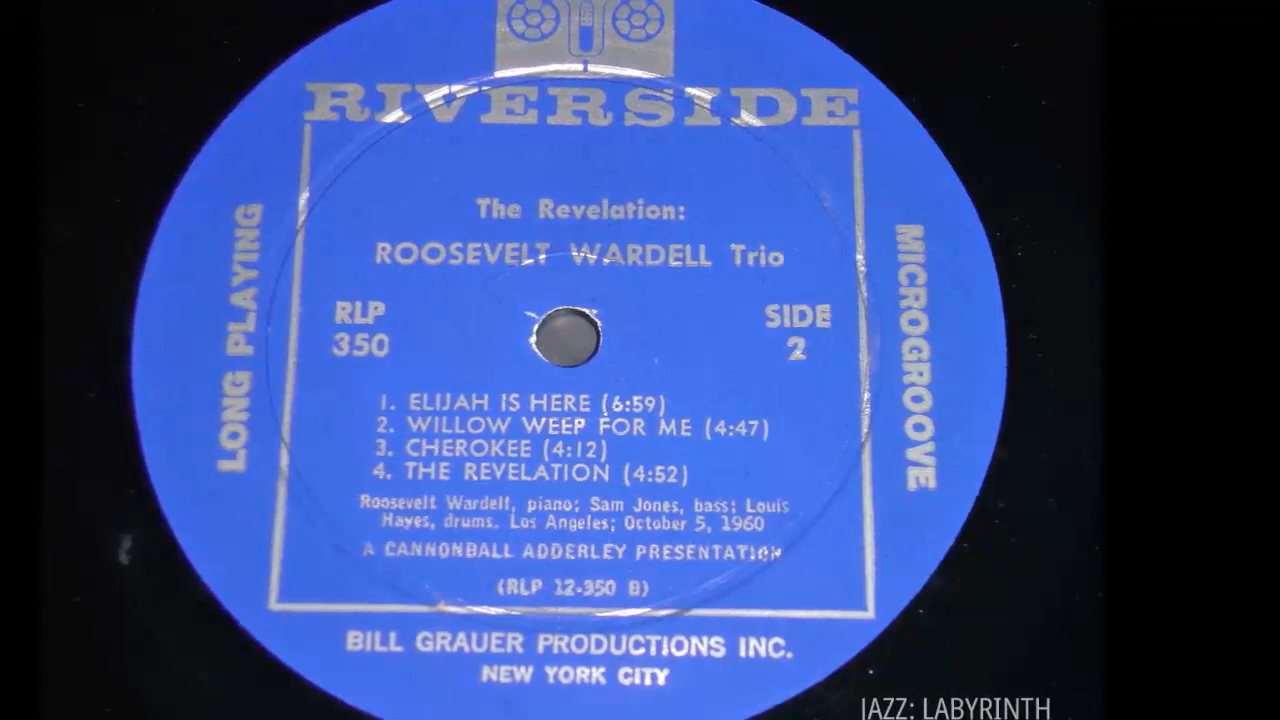 RIVERSIDE
The Revelation:
ROOSEVELT WARDELL Trio
LONG PLAYING
MICROGROOVE
RLP
350
SIDE
2
1. ELIJAH IS HERE (6:59)
2. WILLOW WEEP FOR ME (4:47)
3. CHEROKEE (4:12)
4. THE REVELATION (4:52)
Roosevelt Wardell, piano; Sam Jones, bass; Louis
Hayes, drums. Los Angeles; October 5, 1960
A CANNONBALL ADDERLEY PRESENTATION
(RLP 12-350 B)
BILL GRAUER PRODUCTIONS INC.
NEW YORK CITY
JAZZ: LABYRINTH